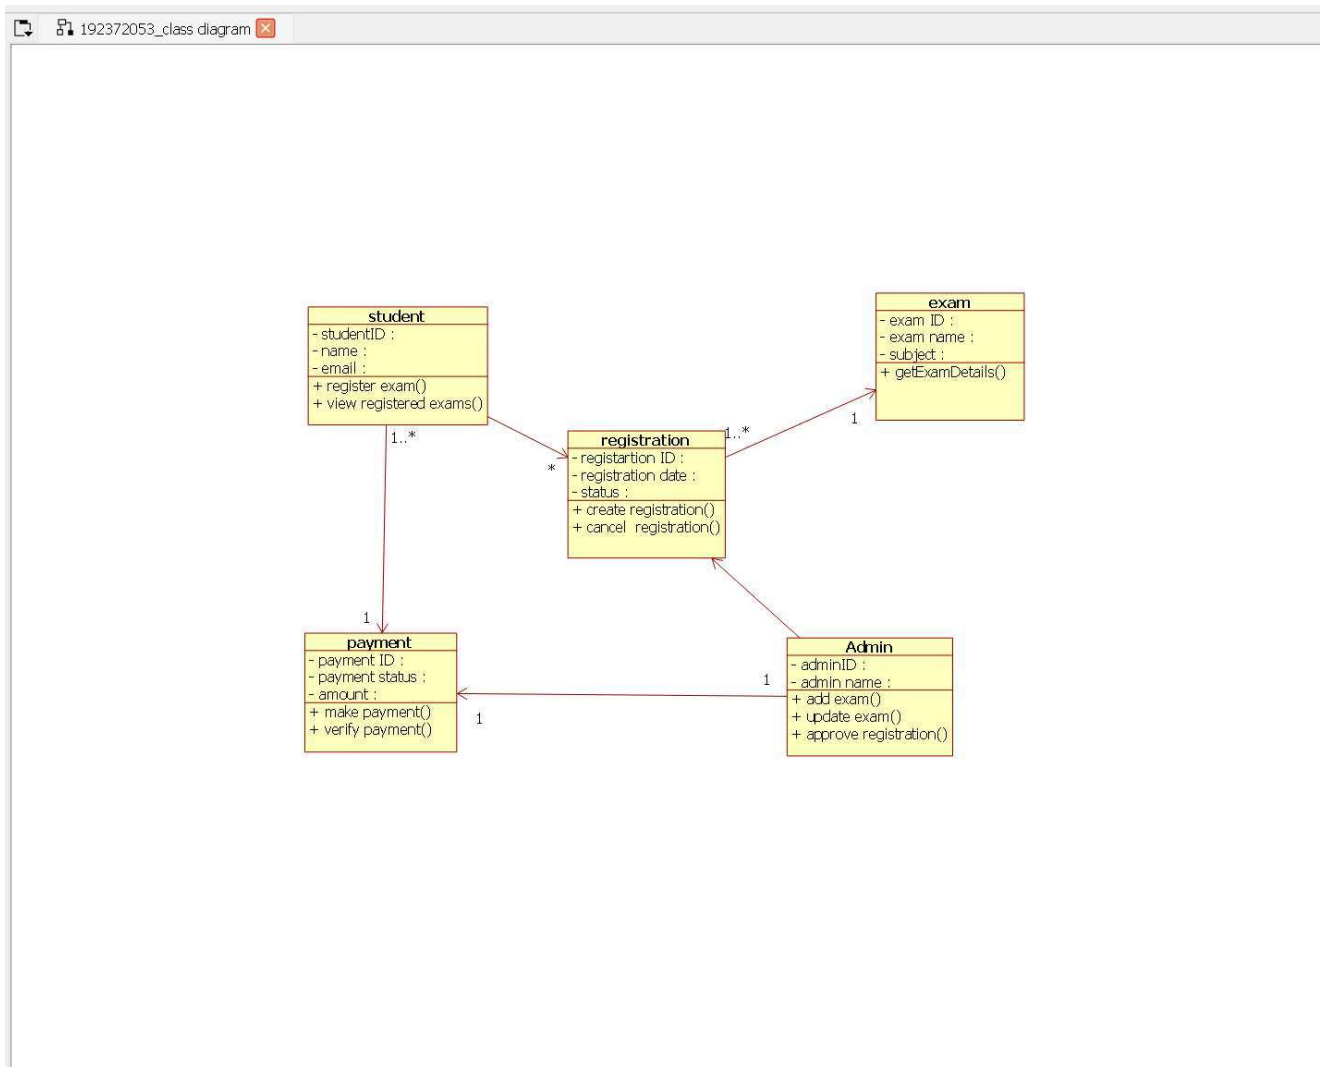 192372053_class diagram
student
- studentID :
- name :
- email :
+ register exam()
+ view registered exams()
1..*
*
exam
- exam ID :
- exam name :
- subject :
+ getExamDetails()
1
registration
- registartion ID :
- registration date :
- status :
+ create registration()
+ cancel  registration()
1..*
1
payment
- payment ID :
- payment status :
- amount :
+ make payment()
+ verify payment()
1
1
Admin
- adminID :
- admin name :
+ add exam()
+ update exam()
+ approve registration()